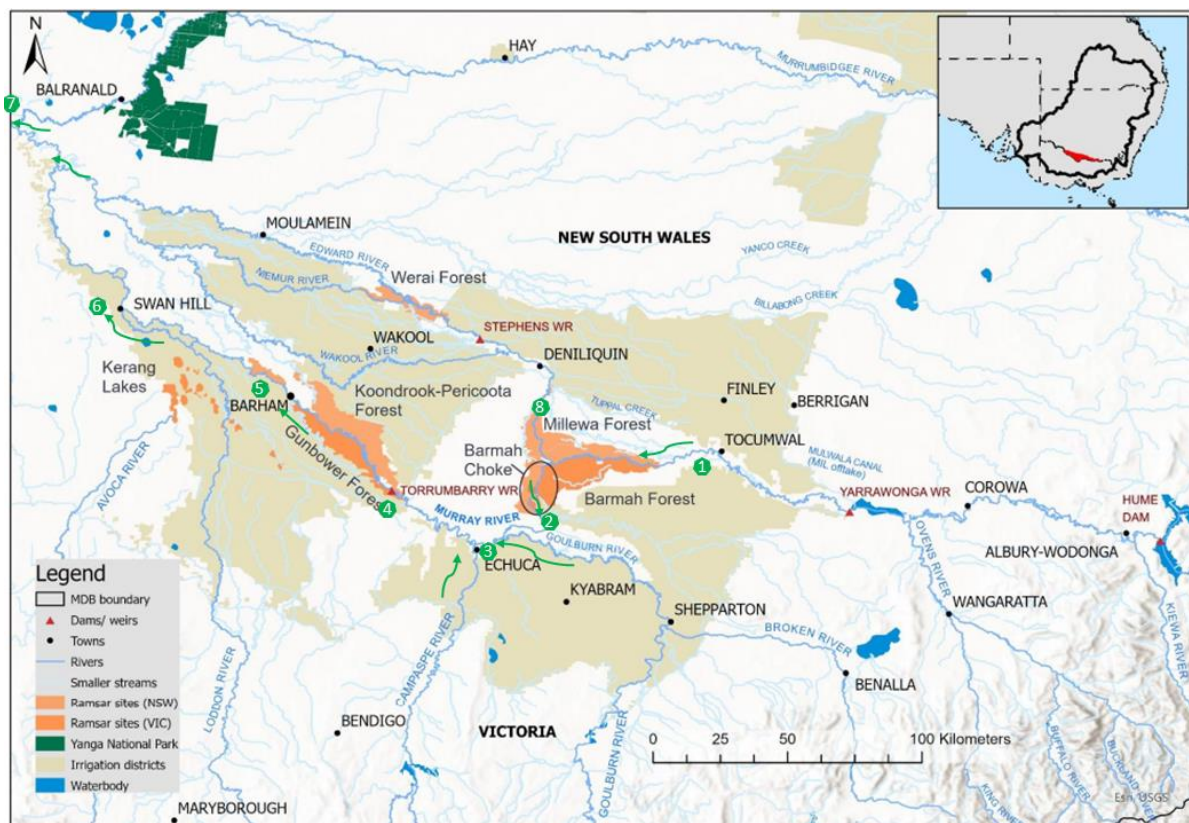 N
HAY
MURRUMBIDGEE RIVER
7
BALRANALD
MOULAMEIN
NEW SOUTH WALES
EDWARD RIVER
YANCO CREEK
NIEMUR RIVER
Werai Forest
BILLABONG CREEK
6
SWAN HILL
STEPHENS WR
WAKOOL
WAKOOL RIVER
DENILIQUIN
Kerang
Lakes
5
BARHAM
Koondrook-Pericoota
Forest
FINLEY
BERRIGAN
8
TUPPAL CREEK
Millewa Forest
TOCUMWAL
Barmah
Choke
1
MULWALA CANAL
(MIL offtake)
Gunbower Forest
AVOCA RIVER
TORRUMBARRY WR
4
Barmah Forest
YARRAWONGA WR
COROWA
HUME
DAM
MURRAY RIVER
2
GOULBURN RIVER
OVENS RIVER
ALBURY-WODONGA
3
ECHUCA
KYABRAM
SHEPPARTON
WANGARATTA
KIEWA RIVER
BROKEN RIVER
CAMPASPE RIVER
LODDON RIVER
BENALLA
BENDIGO
VICTORIA
GOULBURN RIVER
0 25 50 100 Kilometers
BUFFALO RIVER
BUCKLAND RIVER
KING RIVER
MARYBOROUGH
Esri, USGS
Legend
MDB boundary
Dams/ weirs
Towns
Rivers
Smaller streams
Ramsar sites (NSW)
Ramsar sites (VIC)
Yanga National Park
Irrigation districts
Waterbody